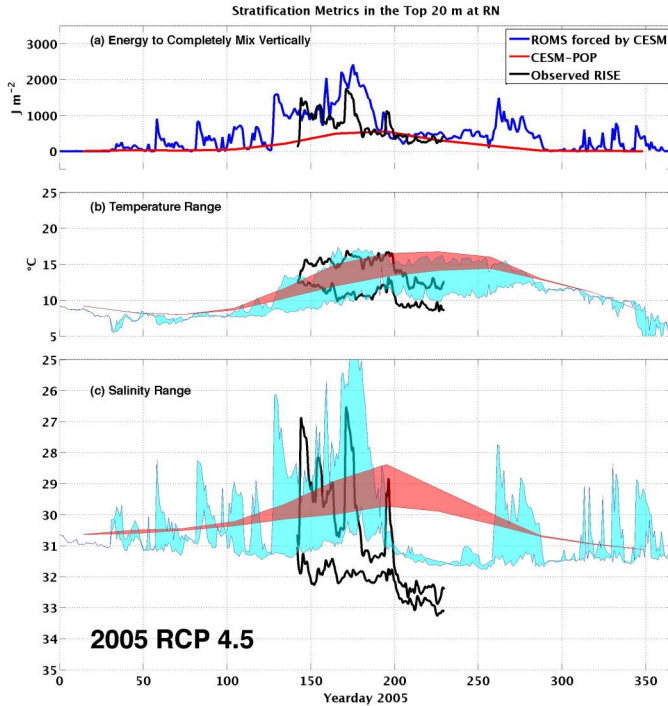 Stratification Metrics in the Top 20 m at RN
(a) Energy to Completely Mix Vertically
ROMS forced by CESM
CESM-POP
Observed RISE
3000
2000
1000
0
J m⁻²
(b) Temperature Range
25
20
15
10
5
°C
(c) Salinity Range
25
26
27
28
29
30
31
32
33
34
35
2005 RCP 4.5
0 50 100 150 200 250 300 350
Yearday 2005